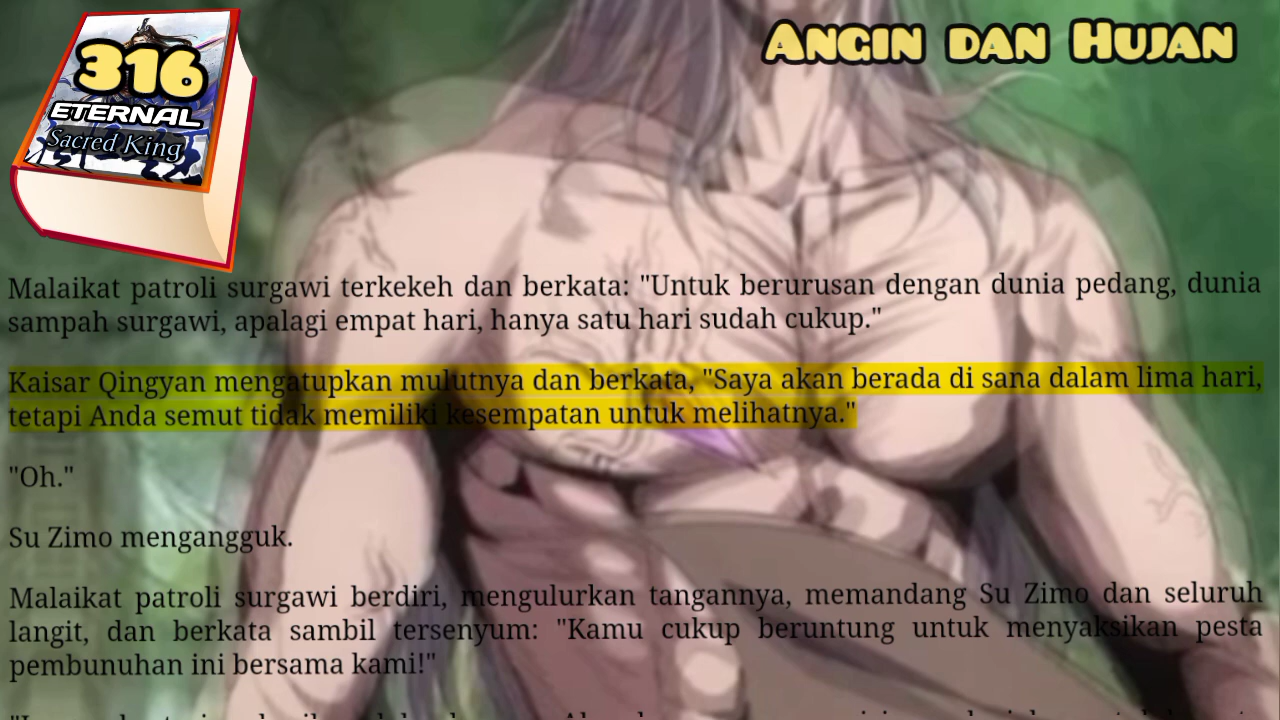 316
ETERNAL
Sacred King
Angin dan Hujan
Malaikat patroli surgawi terkekeh dan berkata: "Untuk berurusan dengan dunia pedang, dunia
sampah surgawi, apalagi empat hari, hanya satu hari sudah cukup."
Kaisar Qingyan mengatupkan mulutnya dan berkata, "Saya akan berada di sana dalam lima hari,
tetapi Anda semut tidak memiliki kesempatan untuk melihatnya."
"Oh."
Su Zimo mengangguk.
Malaikat patroli surgawi berdiri, mengulurkan tangannya, memandang Su Zimo dan seluruh
langit, dan berkata sambil tersenyum: "Kamu cukup beruntung untuk menyaksikan pesta
pembunuhan ini bersama kami!"